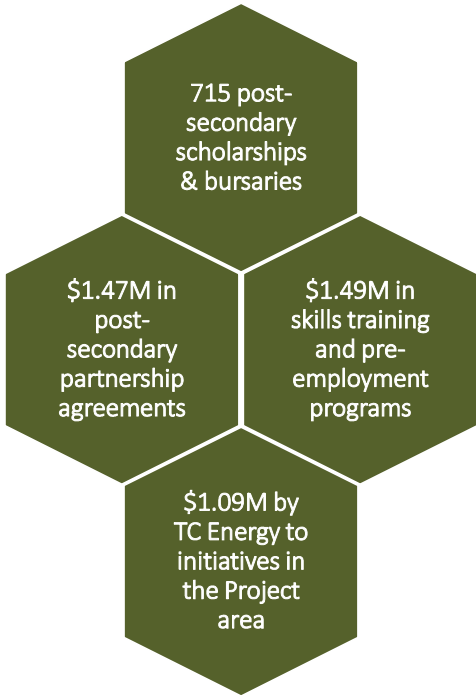 715 post-
secondary
scholarships
& bursaries
$1.47M in
post-
secondary
partnership
agreements
$1.49M in
skills training
and pre-
employment
programs
$1.09M by
TC Energy to
initiatives in
the Project
area